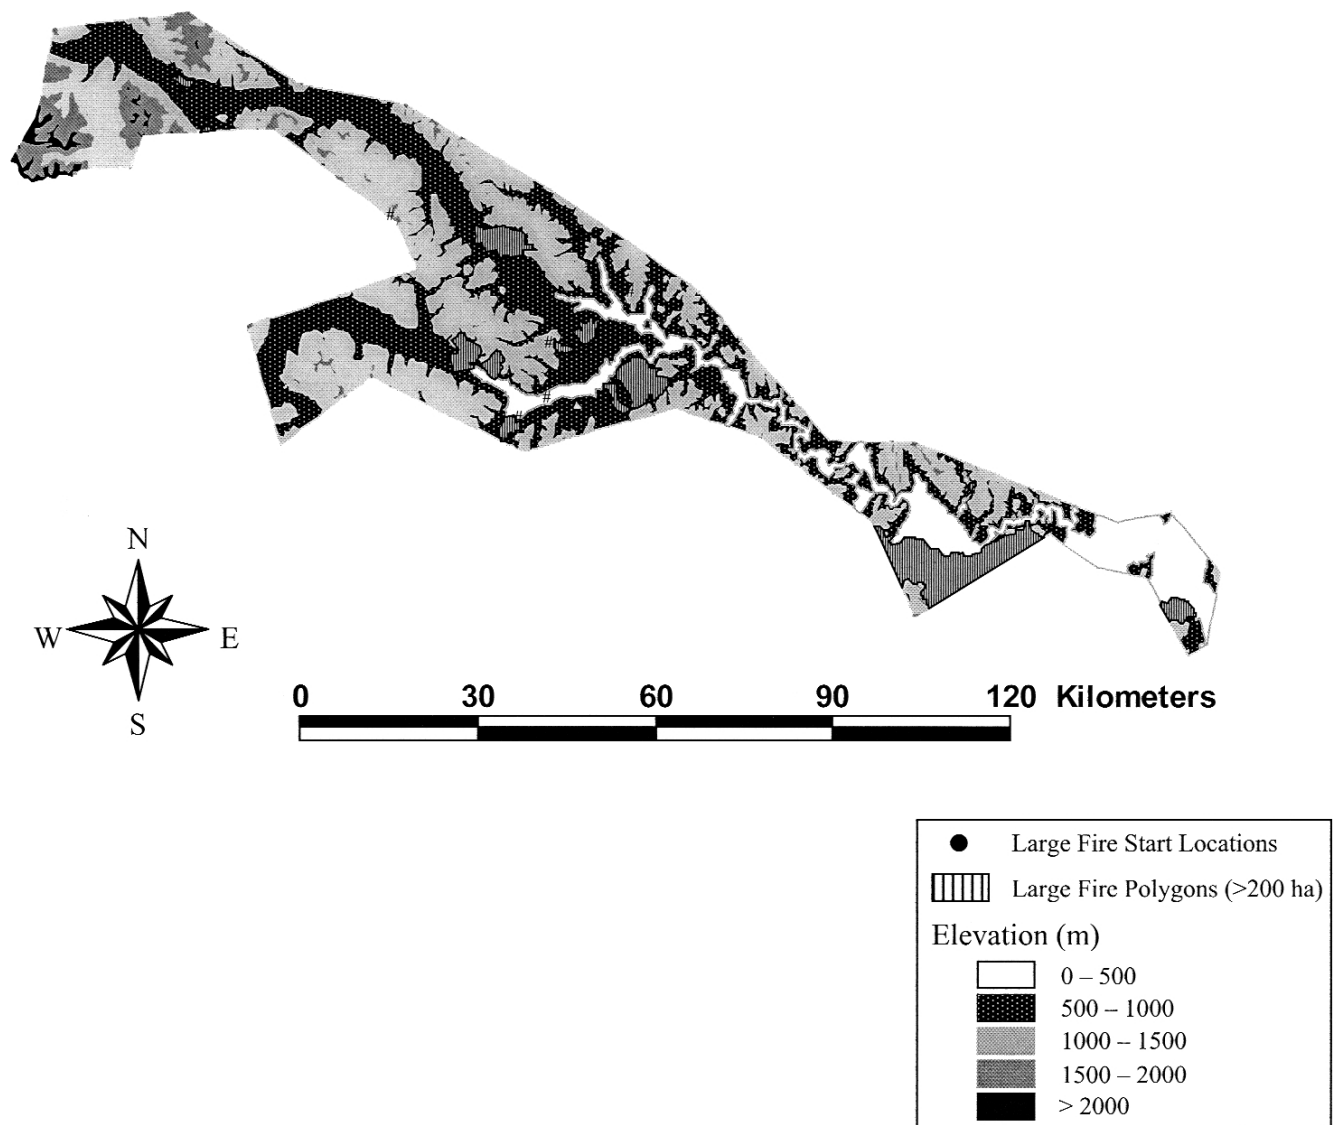 N
W E
S
0 30 60 90 120 Kilometers
Large Fire Start Locations
Large Fire Polygons (>200 ha)
Elevation (m)
0 – 500
500 – 1000
1000 – 1500
1500 – 2000
> 2000
#
#
#
#